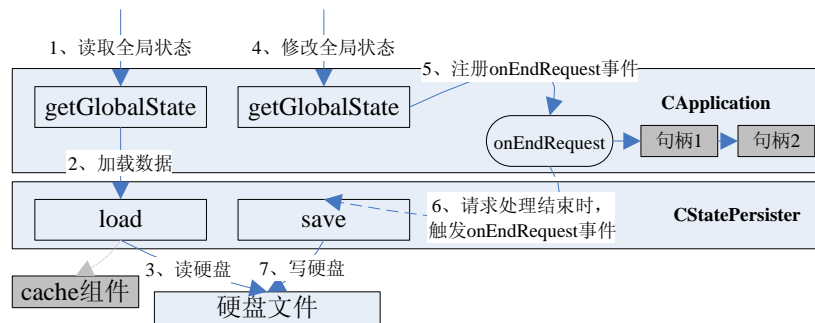 1、读取全局状态
4、修改全局状态
5、注册onEndRequest事件
getGlobalState
getGlobalState
CApplication
onEndRequest
句柄1
句柄2
2、加载数据
load
save
6、请求处理结束时，
触发onEndRequest事件
CStatePersister
3、读硬盘
7、写硬盘
cache组件
硬盘文件